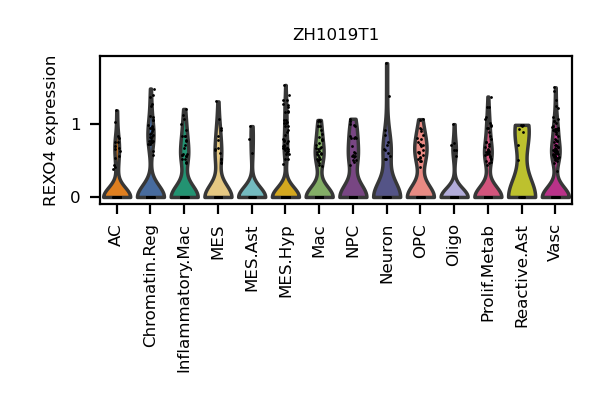 ZH1019T1
REXO4 expression
1
0
AC
Chromatin.Reg
Inflammatory.Mac
MES
MES.Ast
MES.Hyp
Mac
NPC
Neuron
OPC
Oligo
Prolif.Metab
Reactive.Ast
Vasc